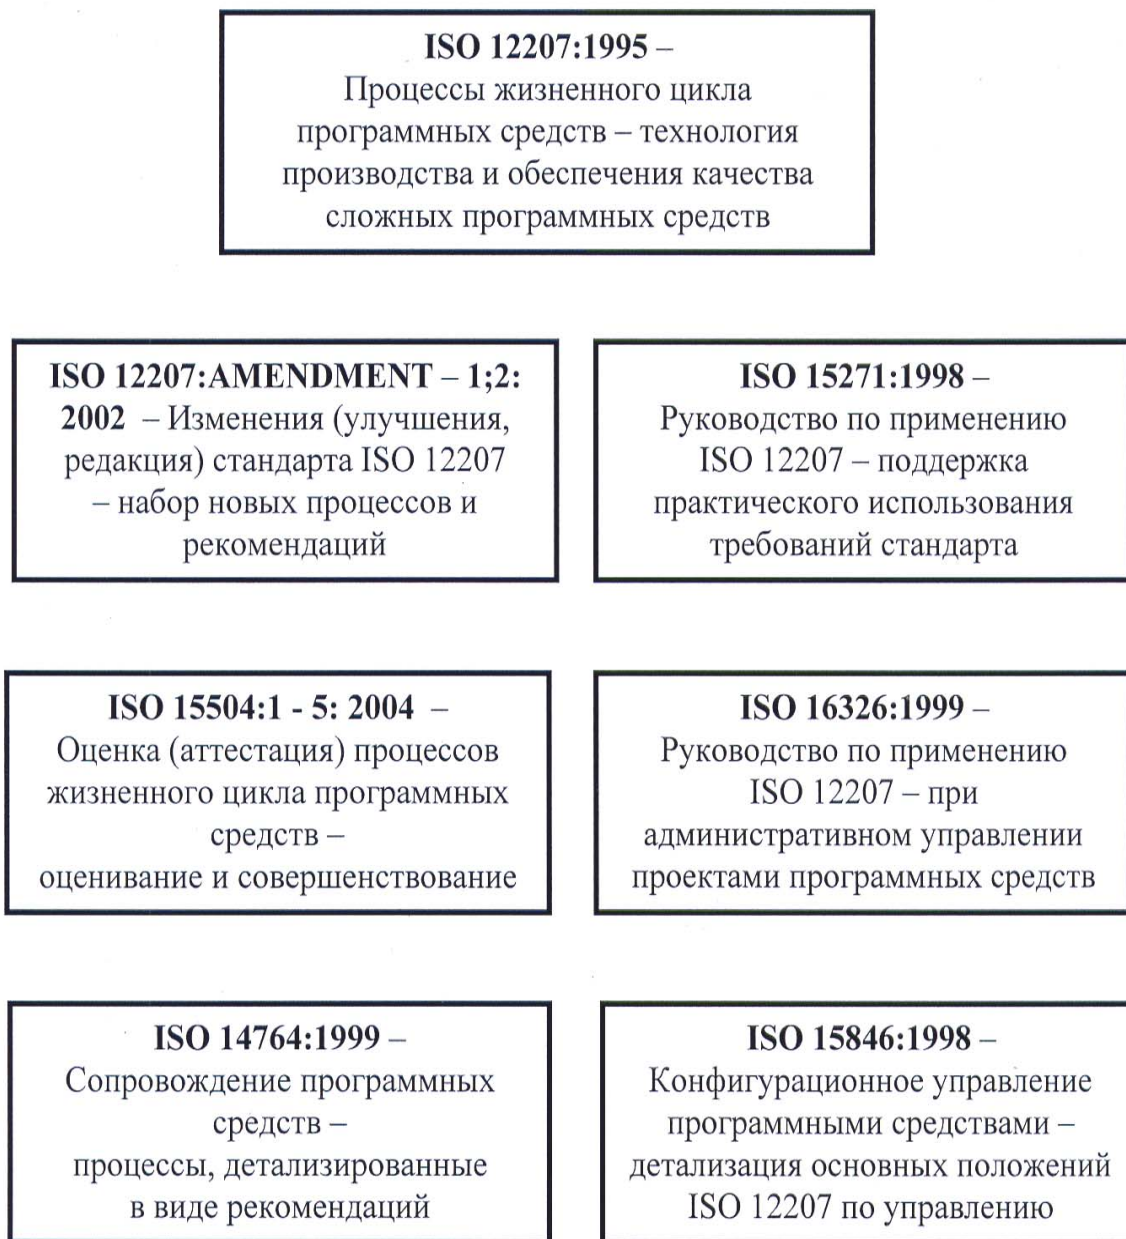 ISO 12207:1995 –
Процессы жизненного цикла
программных средств – технология
производства и обеспечения качества
сложных программных средств
ISO 12207:AMENDMENT – 1;2:
2002 – Изменения (улучшения,
редакция) стандарта ISO 12207
– набор новых процессов и
рекомендаций
ISO 15271:1998 –
Руководство по применению
ISO 12207 – поддержка
практического использования
требований стандарта
ISO 15504:1 - 5: 2004 –
Оценка (аттестация) процессов
жизненного цикла программных
средств –
оценивание и совершенствование
ISO 16326:1999 –
Руководство по применению
ISO 12207 – при
административном управлении
проектами программных средств
ISO 14764:1999 –
Сопровождение программных
средств –
процессы, детализированные
в виде рекомендаций
ISO 15846:1998 –
Конфигурационное управление
программными средствами –
детализация основных положений
ISO 12207 по управлению